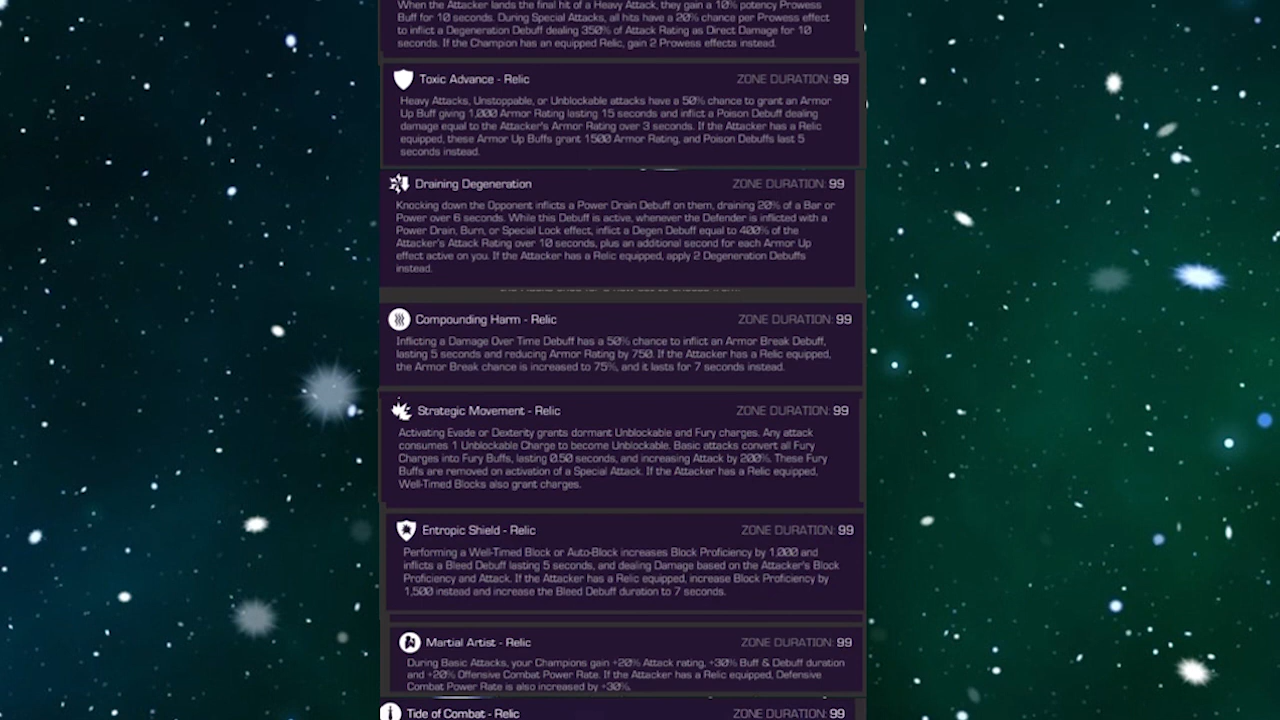 When the Attacker lands the final hit of a Heavy Attack, they gain a 10% potency Prowess
Buff for 10 seconds. During Special Attacks, all hits have a 20% chance per Prowess effect
to inflict a Degeneration Debuff dealing 350% of Attack Rating as Direct Damage for 10
seconds. If the Champion has an equipped Relic, gain 2 Prowess effects instead.
Toxic Advance - Relic ZONE DURATION: 99
Heavy Attacks, Unstoppable, or Unblockable attacks have a 50% chance to grant an Armor
Up Buff giving 1,000 Armor Rating lasting 15 seconds and inflict a Poison Debuff dealing
damage equal to the Attacker's Armor Rating over 3 seconds. If the Attacker has a Relic
equipped, these Armor Up Buffs grant 1500 Armor Rating, and Poison Debuffs last 5
seconds instead.
Draining Degeneration ZONE DURATION: 99
Knocking down the Opponent inflicts a Power Drain Debuff on them, draining 20% of a Bar or
Power over 6 seconds. While this Debuff is active, whenever the Defender is inflicted with a
Power Drain, Burn, or Special Lock effect, inflict a Degen Debuff equal to 400% of the
Attacker's Attack Rating over 10 seconds, plus an additional second for each Armor Up
effect active on you. If the Attacker has a Relic equipped, apply 2 Degeneration Debuffs
instead.
Compounding Harm - Relic ZONE DURATION: 99
Inflicting a Damage Over Time Debuff has a 50% chance to inflict an Armor Break Debuff,
lasting 5 seconds and reducing Armor Rating by 750. If the Attacker has a Relic equipped,
the Armor Break chance is increased to 75%, and it lasts for 7 seconds instead.
Strategic Movement - Relic ZONE DURATION: 99
Activating Evade or Dexterity grants dormant Unblockable and Fury charges. Any attack
consumes 1 Unblockable Charge to become Unblockable. Basic attacks convert all Fury
Charges into Fury Buffs, lasting 0.50 seconds, and increasing Attack by 200%. These Fury
Buffs are removed on activation of a Special Attack. If the Attacker has a Relic equipped,
Well-Timed Blocks also grant charges.
Entropic Shield - Relic ZONE DURATION: 99
Performing a Well-Timed Block or Auto-Block increases Block Proficiency by 1,000 and
inflicts a Bleed Debuff lasting 5 seconds, and dealing Damage based on the Attacker's Block
Proficiency and Attack. If the Attacker has a Relic equipped, increase Block Proficiency by
1,500 instead and increase the Bleed Debuff duration to 7 seconds.
Martial Artist - Relic ZONE DURATION: 99
During Basic Attacks, your Champions gain +20% Attack rating, +30% Buff & Debuff duration
and +20% Offensive Combat Power Rate. If the Attacker has a Relic equipped, Defensive
Combat Power Rate is also increased by +30%.
Tide of Combat - Relic ZONE DURATION: 99